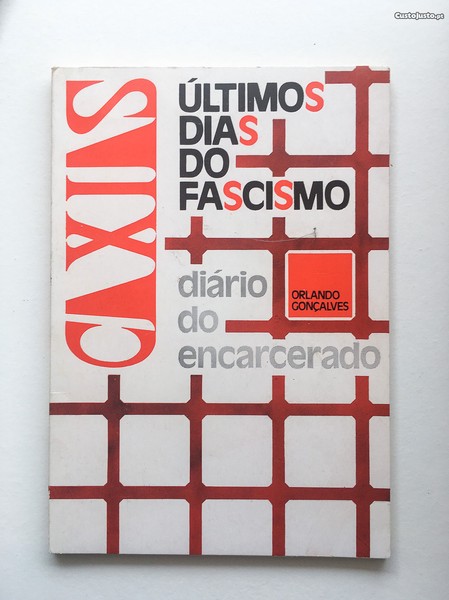 CustoJusto.pt
CAXIAS
ÚLTIMOS
DIAS
DO
FASCISMO
diário
do
encarcerado
ORLANDO
GONÇALVES